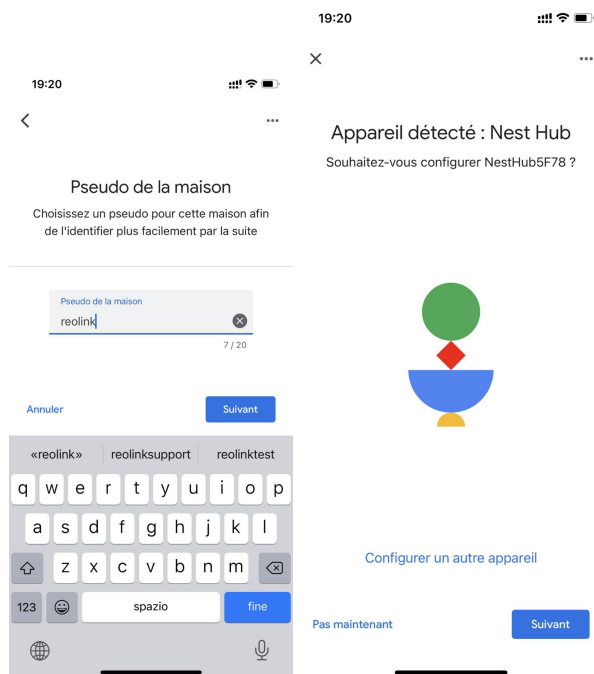 19:20
Pseudo de la maison
Choisissez un pseudo pour cette maison afin
de l'identifier plus facilement par la suite
Pseudo de la maison
reolink
7 / 20
Annuler
Suivant
«reolink»
reolinksupport
reolinktest
q w e r t y u i o p
a s d f g h j k l
z x c v b n m
123
spazio
fine
19:20
Appareil détecté : Nest Hub
Souhaitez-vous configurer NestHub5F78 ?
Configurer un autre appareil
Pas maintenant
Suivant